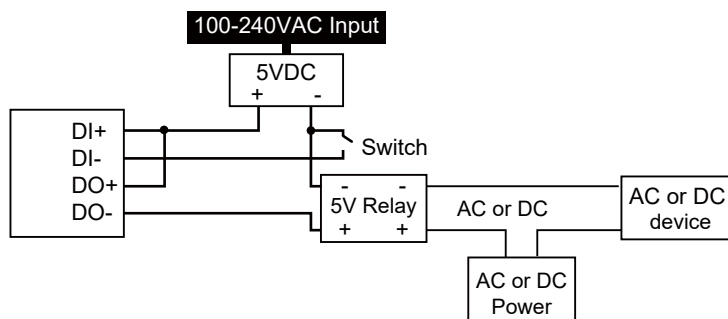 100-240VAC Input
5VDC
+ -
DI+
DI-
DO+
DO-
Switch
- -
5V Relay
+ +
AC or DC
AC or DC
device
AC or DC
Power